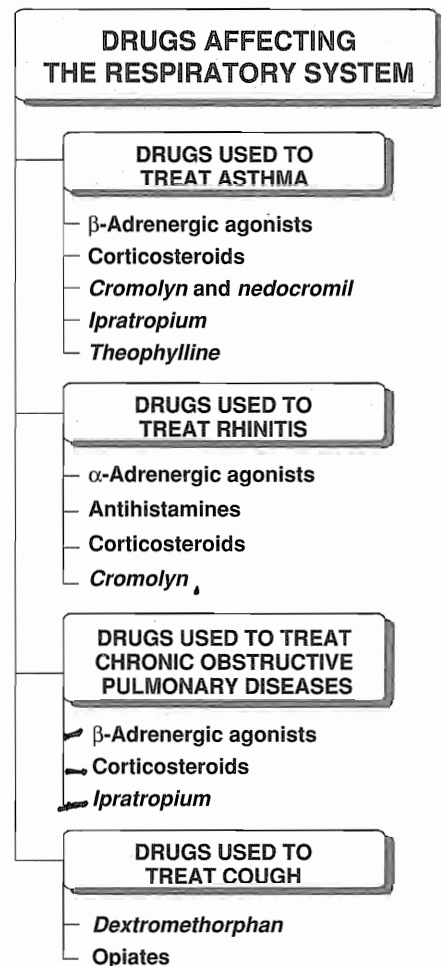 DRUGS AFFECTING
THE RESPIRATORY SYSTEM
DRUGS USED TO
TREAT ASTHMA
β-Adrenergic agonists
Corticosteroids
Cromolyn and nedocromil
Ipratropium
Theophylline
DRUGS USED TO
TREAT RHINITIS
α-Adrenergic agonists
Antihistamines
Corticosteroids
Cromolyn
DRUGS USED TO TREAT
CHRONIC OBSTRUCTIVE
PULMONARY DISEASES
β-Adrenergic agonists
Corticosteroids
Ipratropium
DRUGS USED TO
TREAT COUGH
Dextromethorphan
Opiates